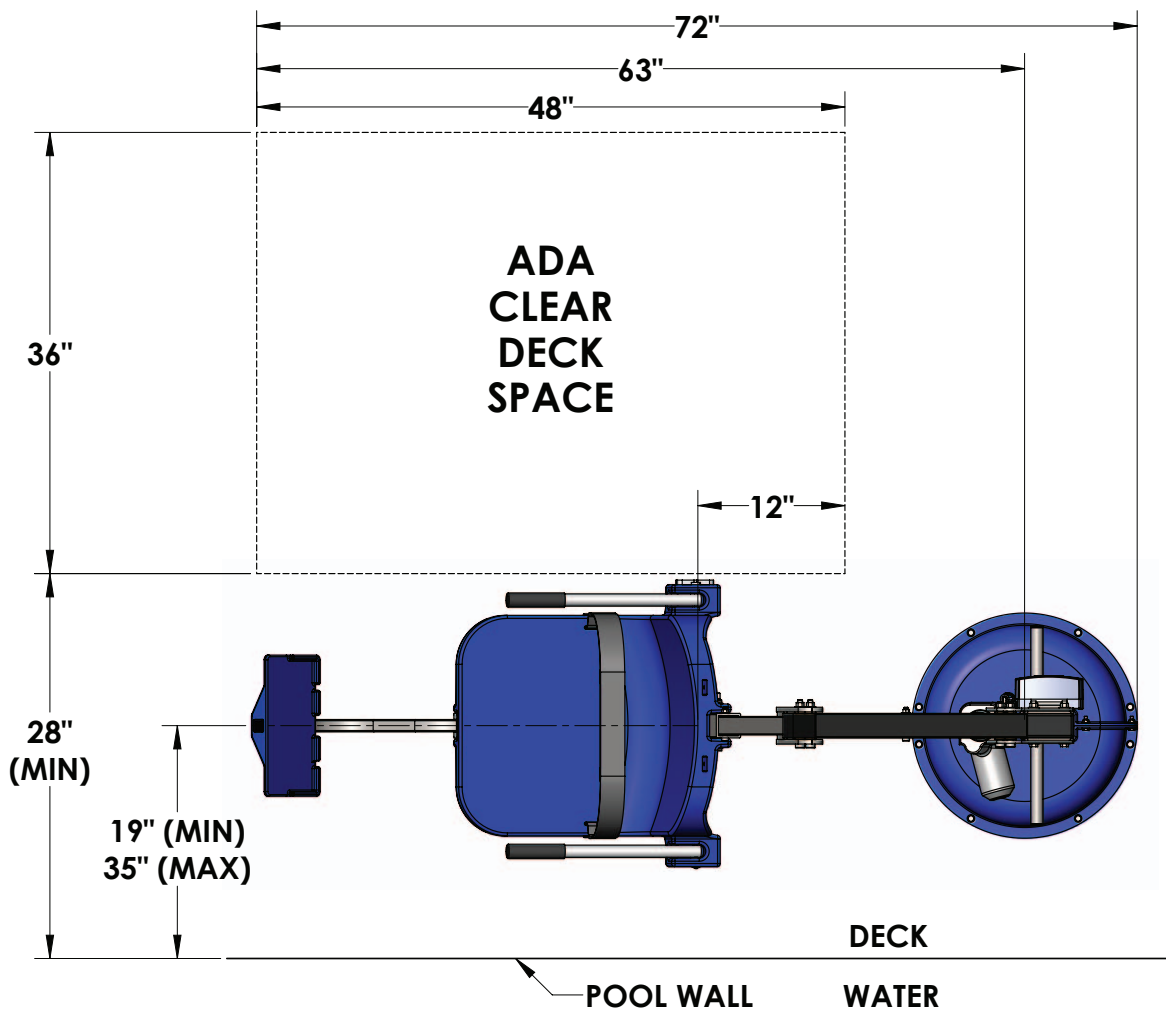 72"
63"
48"
ADA
CLEAR
DECK
SPACE
36"
12"
28"
(MIN)
19" (MIN)
35" (MAX)
DECK
POOL WALL
WATER